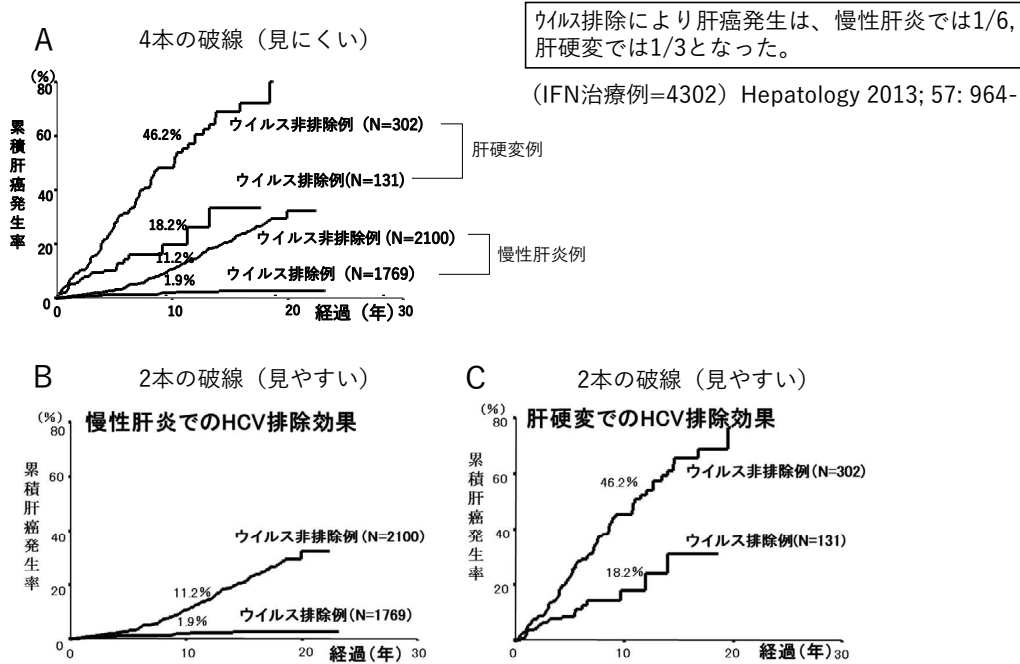 ｳｲﾙｽ排除により肝癌発生は、慢性肝炎では1/6,
肝硬変では1/3となった。
（IFN治療例=4302）Hepatology 2013; 57: 964-
A
4本の破線（見にくい）
(%)
累積肝癌発生率
80
60
40
20
0
46.2%
ウイルス非排除例（N=302)
肝硬変例
ウイルス排除例(N=131)
18.2%
ウイルス非排除例(N=2100)
11.2%
慢性肝炎例
ウイルス排除例（N=1769)
1.9%
0
10
20
30
経過（年）
B
2本の破線（見やすい）
(%)
慢性肝炎でのHCV排除効果
累積肝癌発生率
80
60
40
20
0
ウイルス非排除例(N=2100)
11.2%
ウイルス排除例(N=1769)
1.9%
0
10
20
30
経過(年)
C
2本の破線（見やすい）
(%)
肝硬変でのHCV排除効果
累積肝癌発生率
80
60
40
20
0
46.2%
ウイルス非排除例(N=302)
ウイルス排除例(N=131)
18.2%
0
10
20
30
経過(年)